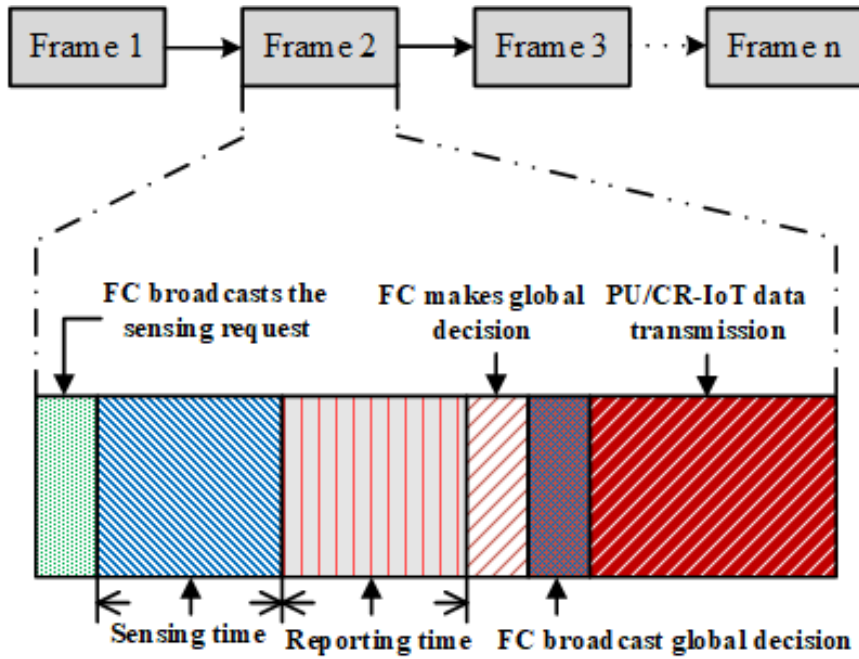 Frame 1
Frame 2
Frame 3
Frame n
FC broadcasts the
sensing request
FC makes global
decision
PU/CR-IoT data
transmission
Sensing time
Reporting time
FC broadcast global decision